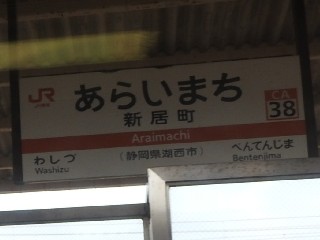 JR
あらいまち
新居町
CA
38
Araimachi
(静岡県湖西市)
わしづ
Washizu
べんてんじま
Bentenjima